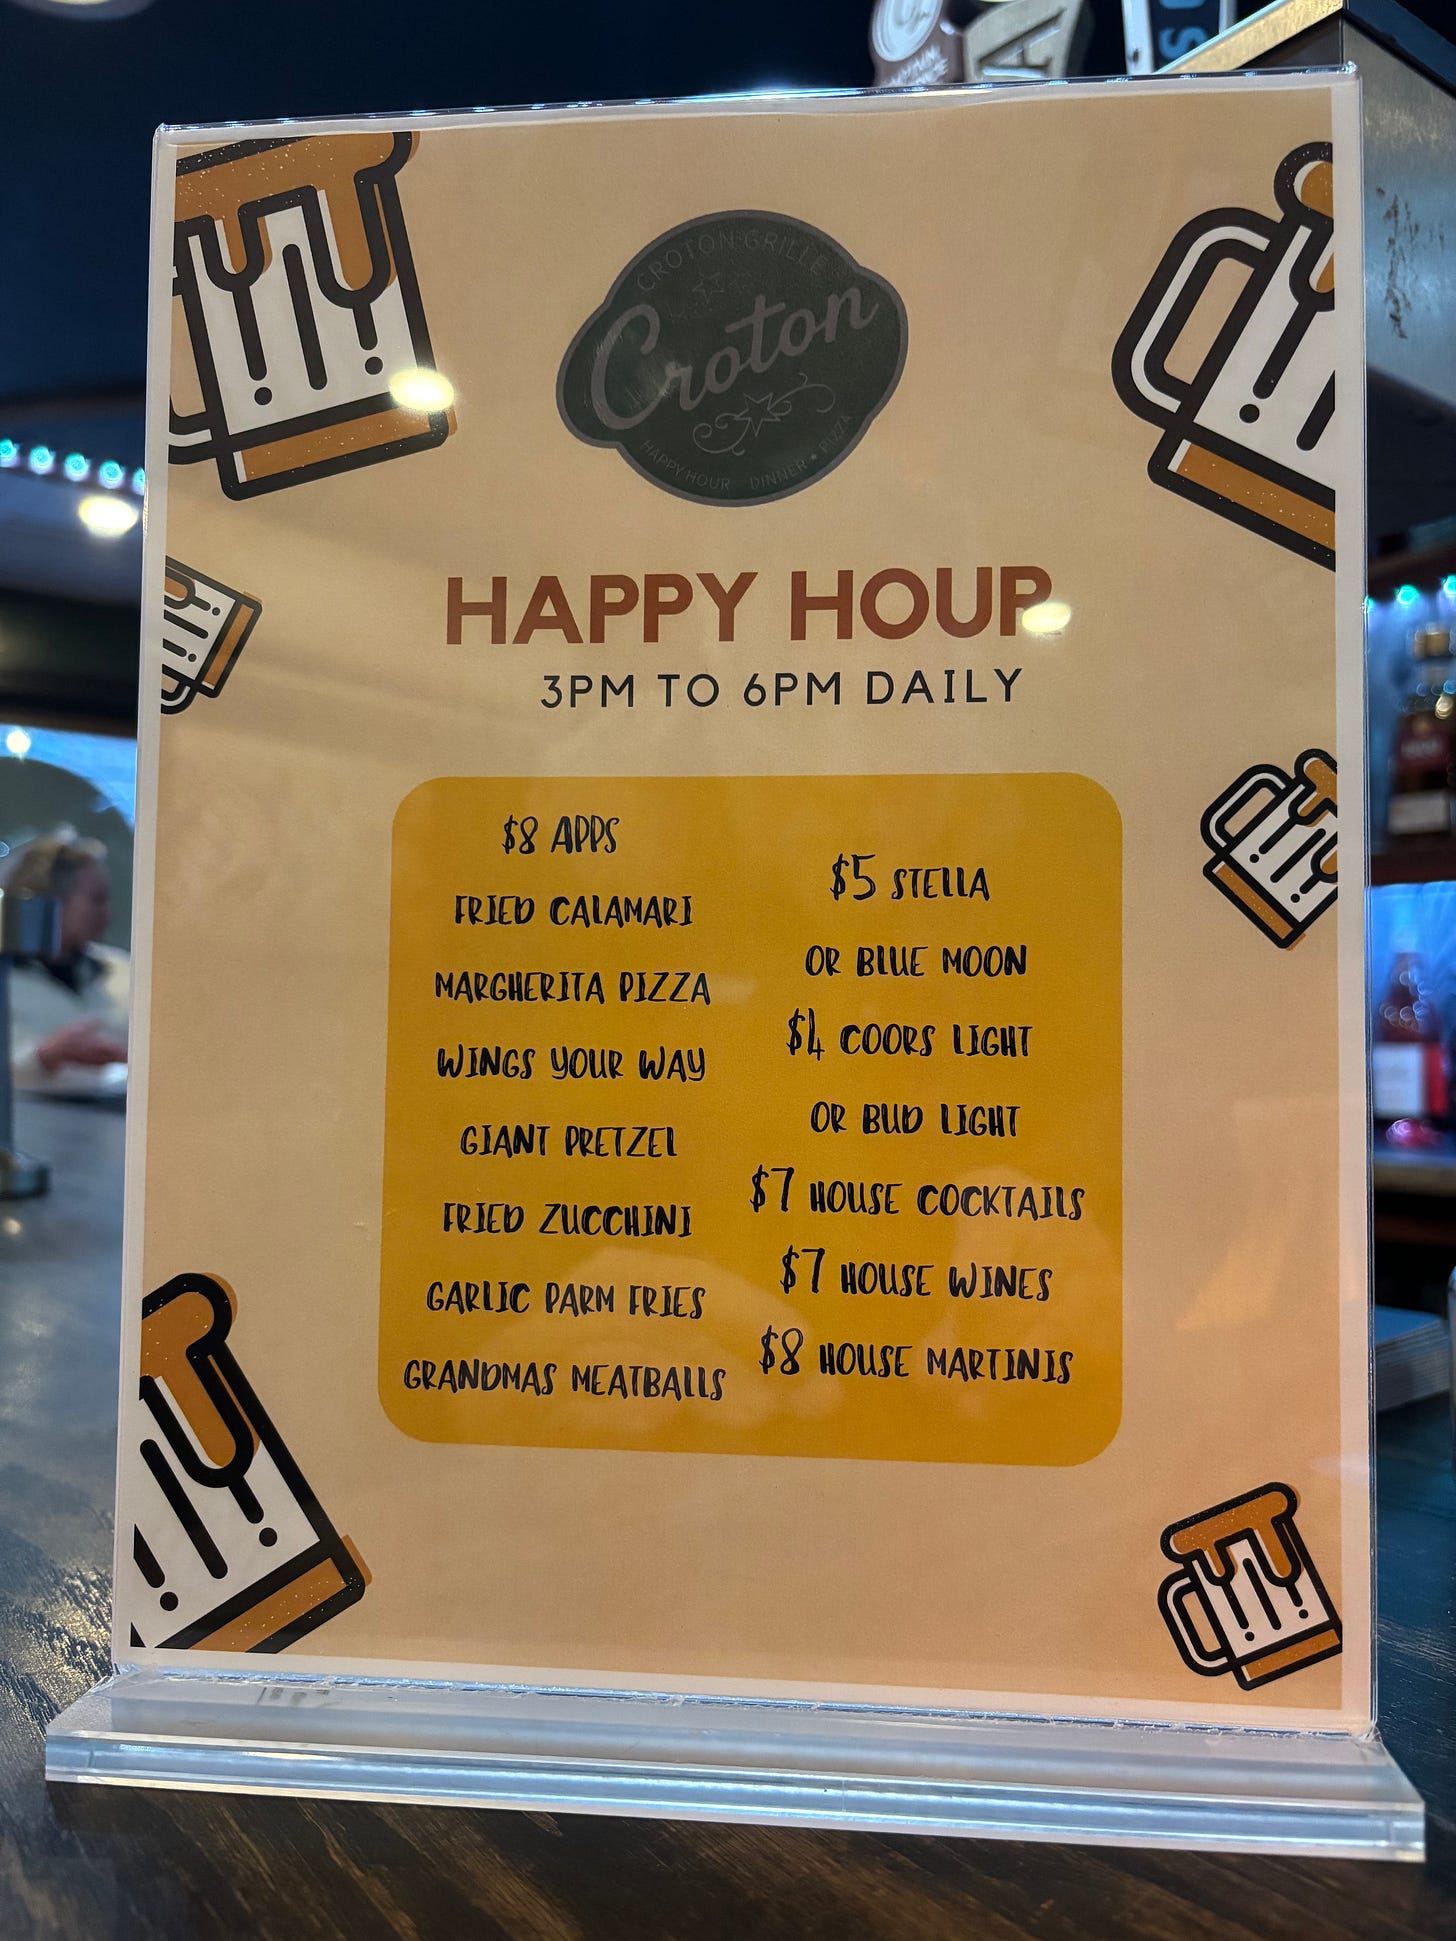 CROTON GRILLE
Croton
HAPPY HOUR DINNER • PIZZA
HAPPY HOUR
3PM TO 6PM DAILY
$8 APPS
FRIED CALAMARI
MARGHERITA PIZZA
WINGS YOUR WAY
GIANT PRETZEL
FRIED ZUCCHINI
GARLIC PARM FRIES
GRANDMAS MEATBALLS
$5 STELLA
OR BLUE MOON
$4 COORS LIGHT
OR BUD LIGHT
$7 HOUSE COCKTAILS
$7 HOUSE WINES
$8 HOUSE MARTINIS